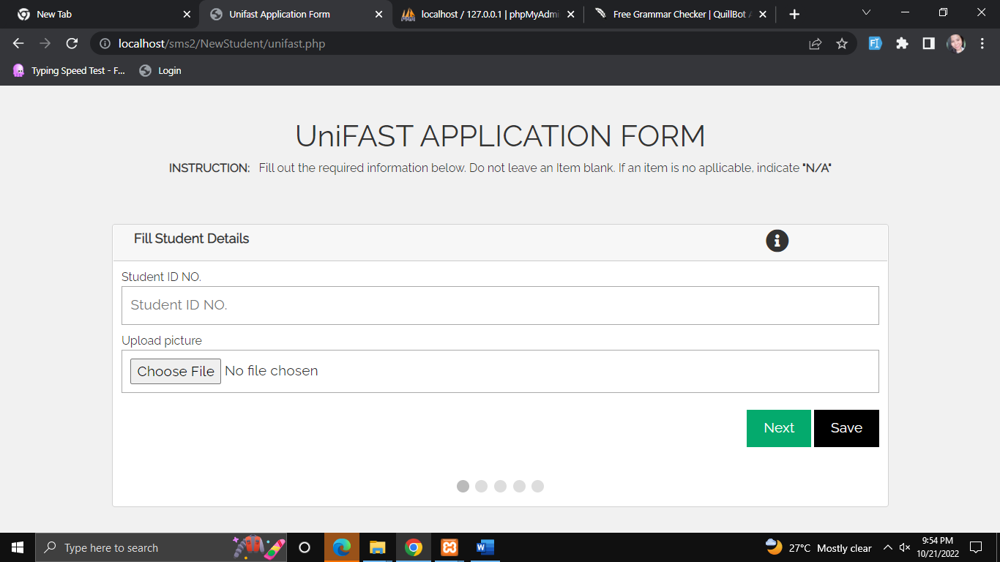 New Tab
Unifast Application Form
localhost / 127.0.0.1 | phpMyAdmi
Free Grammar Checker | QuillBot A
localhost/sms2/NewStudent/unifast.php
Typing Speed Test - F...
Login
UniFAST APPLICATION FORM
INSTRUCTION: Fill out the required information below. Do not leave an Item blank. If an item is no apllicable, indicate "N/A"
Fill Student Details
Student ID NO.
Student ID NO.
Upload picture
Choose File No file chosen
Next Save
Type here to search
27°C Mostly clear
9:54 PM
10/21/2022